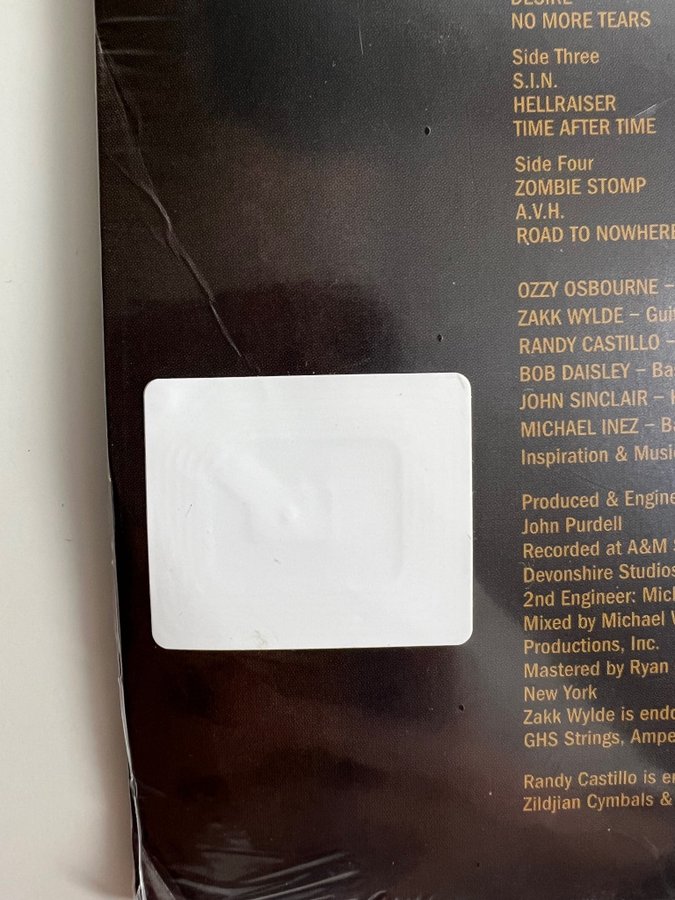 DESIRE
NO MORE TEARS
Side Three
S.I.N.
HELLRAISER
TIME AFTER TIME
Side Four
ZOMBIE STOMP
A.V.H.
ROAD TO NOWHERE
OZZY OSBOURNE –
ZAKK WYLDE – Gui
RANDY CASTILLO –
BOB DAISLEY – Ba
JOHN SINCLAIR –
MICHAEL INEZ – Ba
Inspiration & Musi
Produced & Engine
John Purdell
Recorded at A&M
Devonshire Studios
2nd Engineer: Mich
Mixed by Michael
Productions, Inc.
Mastered by Ryan
New York
Zakk Wylde is endo
GHS Strings, Ampe
Randy Castillo is en
Zildjian Cymbals &